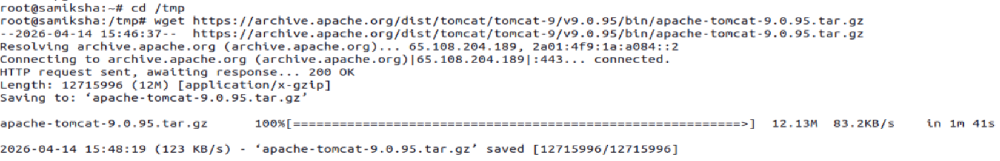 root@samiksha:~# cd /tmp
root@samiksha:/tmp# wget https://archive.apache.org/dist/tomcat/tomcat-9/v9.0.95/bin/apache-tomcat-9.0.95.tar.gz
--2026-04-14 15:46:37--  https://archive.apache.org/dist/tomcat/tomcat-9/v9.0.95/bin/apache-tomcat-9.0.95.tar.gz
Resolving archive.apache.org (archive.apache.org)... 65.108.204.189, 2a01:4f9:1a:a084::2
Connecting to archive.apache.org (archive.apache.org)|65.108.204.189|:443... connected.
HTTP request sent, awaiting response... 200 OK
Length: 12715996 (12M) [application/x-gzip]
Saving to: ‘apache-tomcat-9.0.95.tar.gz’
apache-tomcat-9.0.95.tar.gz      100%[==========================================================>]  12.13M  83.2KB/s    in 1m 41s
2026-04-14 15:48:19 (123 KB/s) - ‘apache-tomcat-9.0.95.tar.gz’ saved [12715996/12715996]